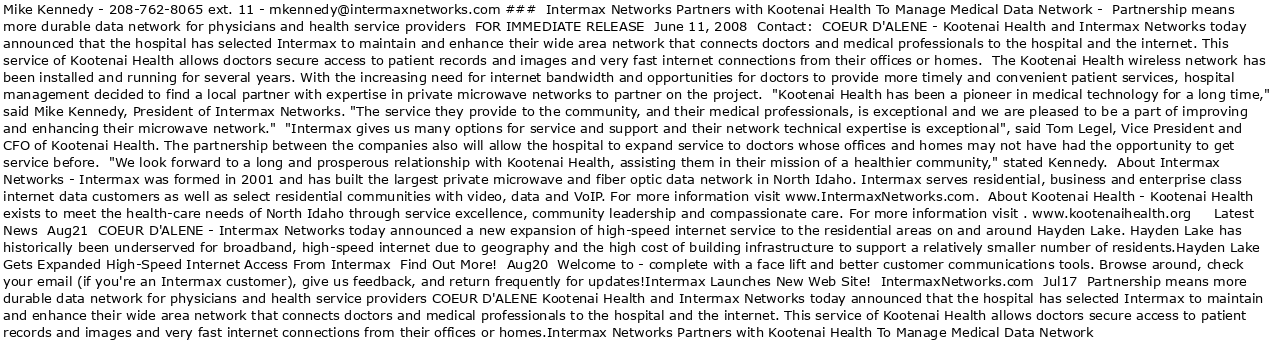 Mike Kennedy - 208-762-8065 ext. 11 - mkennedy@intermaxnetworks.com ###  Intermax Networks Partners with Kootenai Health To Manage Medical Data Network -  Partnership means
more durable data network for physicians and health service providers  FOR IMMEDIATE RELEASE  June 11, 2008  Contact:  COEUR D'ALENE - Kootenai Health and Intermax Networks today
announced that the hospital has selected Intermax to maintain and enhance their wide area network that connects doctors and medical professionals to the hospital and the internet. This
service of Kootenai Health allows doctors secure access to patient records and images and very fast internet connections from their offices or homes.  The Kootenai Health wireless network has
been installed and running for several years. With the increasing need for internet bandwidth and opportunities for doctors to provide more timely and convenient patient services, hospital
management decided to find a local partner with expertise in private microwave networks to partner on the project.  "Kootenai Health has been a pioneer in medical technology for a long time,"
said Mike Kennedy, President of Intermax Networks. "The service they provide to the community, and their medical professionals, is exceptional and we are pleased to be a part of improving
and enhancing their microwave network."  "Intermax gives us many options for service and support and their network technical expertise is exceptional", said Tom Legel, Vice President and
CFO of Kootenai Health. The partnership between the companies also will allow the hospital to expand service to doctors whose offices and homes may not have had the opportunity to get
service before.  "We look forward to a long and prosperous relationship with Kootenai Health, assisting them in their mission of a healthier community," stated Kennedy.  About Intermax
Networks - Intermax was formed in 2001 and has built the largest private microwave and fiber optic data network in North Idaho. Intermax serves residential, business and enterprise class
internet data customers as well as select residential communities with video, data and VoIP. For more information visit www.IntermaxNetworks.com.  About Kootenai Health - Kootenai Health
exists to meet the health-care needs of North Idaho through service excellence, community leadership and compassionate care. For more information visit . www.kootenaihealth.org     Latest
News  Aug21  COEUR D'ALENE - Intermax Networks today announced a new expansion of high-speed internet service to the residential areas on and around Hayden Lake. Hayden Lake has
historically been underserved for broadband, high-speed internet due to geography and the high cost of building infrastructure to support a relatively smaller number of residents.Hayden Lake
Gets Expanded High-Speed Internet Access From Intermax  Find Out More!  Aug20  Welcome to - complete with a face lift and better customer communications tools. Browse around, check
your email (if you're an Intermax customer), give us feedback, and return frequently for updates!Intermax Launches New Web Site!  IntermaxNetworks.com  Jul17  Partnership means more
durable data network for physicians and health service providers COEUR D'ALENE Kootenai Health and Intermax Networks today announced that the hospital has selected Intermax to maintain
and enhance their wide area network that connects doctors and medical professionals to the hospital and the internet. This service of Kootenai Health allows doctors secure access to patient
records and images and very fast internet connections from their offices or homes.Intermax Networks Partners with Kootenai Health To Manage Medical Data Network